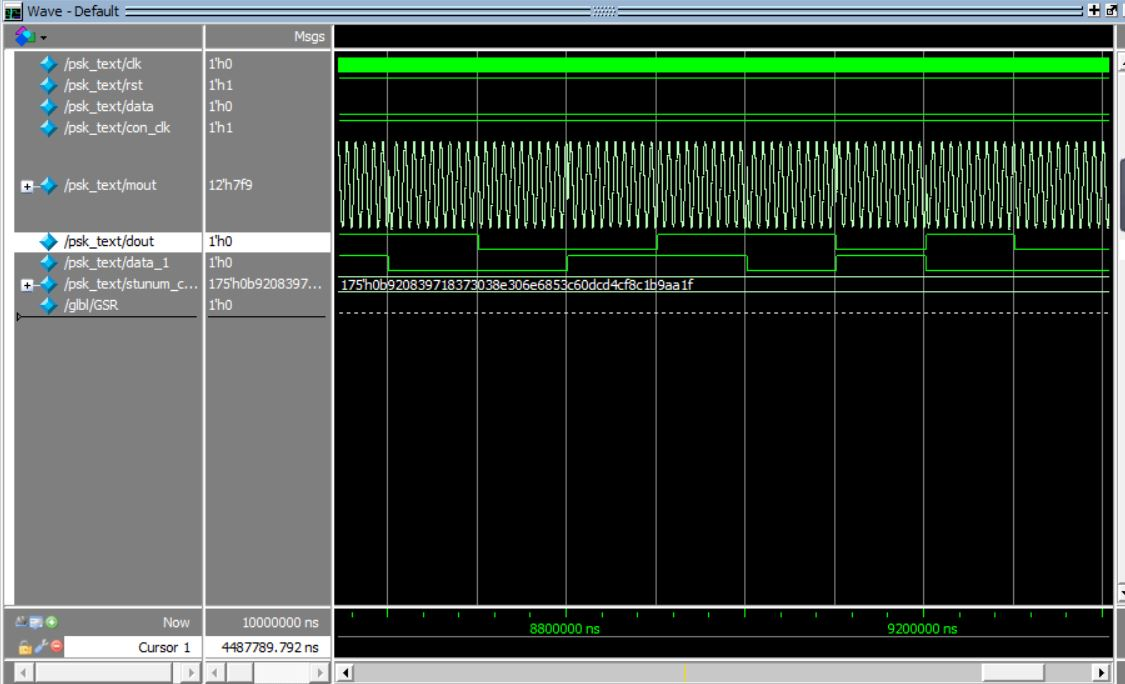 Wave - Default
Msgs
/psk_text/clk 1'h0
/psk_text/rst 1'h1
/psk_text/data 1'h0
/psk_text/con_clk 1'h1
/psk_text/mout 12'h7f9
/psk_text/dout 1'h0
/psk_text/data_1 1'h0
/psk_text/stunum_c... 175'h0b9208397... 175'h0b920839718373038e306e6853c60dcd4cf8c1b9aa1f
/glbl/GSR 1'h0
Now 10000000 ns 8800000 ns 9200000 ns
Cursor 1 4487789.792 ns